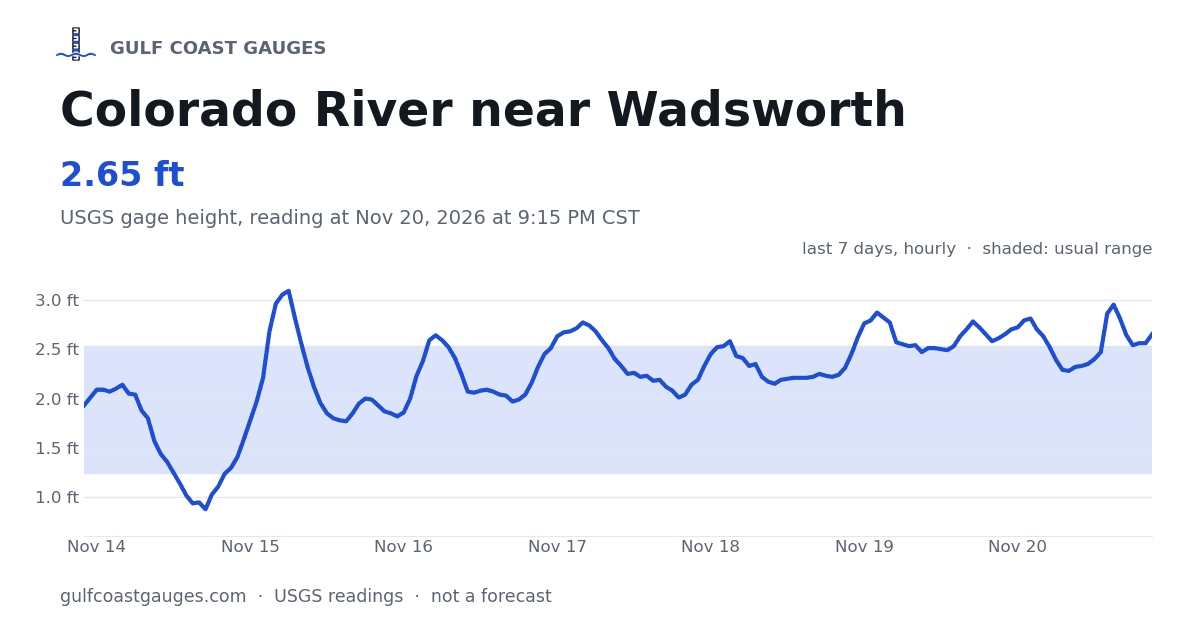 GULF COAST GAUGES
Colorado River near Wadsworth
2.65 ft
USGS gage height, reading at Nov 20, 2026 at 9:15 PM CST
last 7 days, hourly · shaded: usual range
3.0 ft
2.5 ft
2.0 ft
1.5 ft
1.0 ft
Nov 14 Nov 15 Nov 16 Nov 17 Nov 18 Nov 19 Nov 20
gulfcoastgauges.com · USGS readings · not a forecast